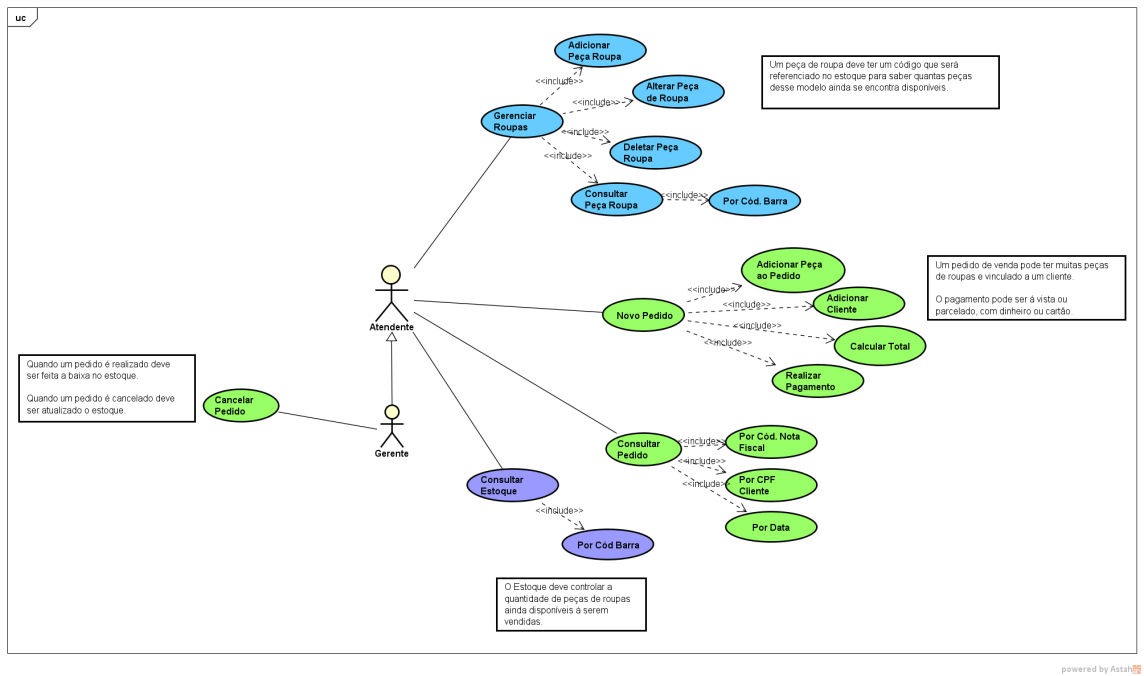 uc
Adicionar
Peça Roupa
<<include>>
Um peça de roupa deve ter um código que será
referenciado no estoque para saber quantas peças
desse modelo ainda se encontra disponíveis.
Alterar Peça
de Roupa
<<include>>
Gerenciar
Roupas
<<include>>
Deletar Peça
Roupa
<<include>>
Consultar
Peça Roupa
<<include>>
Por Cód. Barra
Adicionar Peça
ao Pedido
Um pedido de venda pode ter muitas peças
de roupas e vinculado a um cliente.
O pagamento pode ser á vista ou
parcelado, com dinheiro ou cartão.
<<include>>
Adicionar
Cliente
<<include>>
Novo Pedido
<<include>>
Calcular Total
<<include>>
Realizar
Pagamento
Atendente
Quando um pedido é realizado deve
ser feita a baixa no estoque.
Quando um pedido é cancelado deve
ser atualizado o estoque.
Cancelar
Pedido
Gerente
Consultar
Pedido
<<include>>
Por Cód. Nota
Fiscal
<<include>>
Por CPF
Cliente
<<include>>
Por Data
Consultar
Estoque
<<include>>
Por Cód Barra
O Estoque deve controlar a
quantidade de peças de roupas
ainda disponíveis á serem
vendidas.
powered by Astah